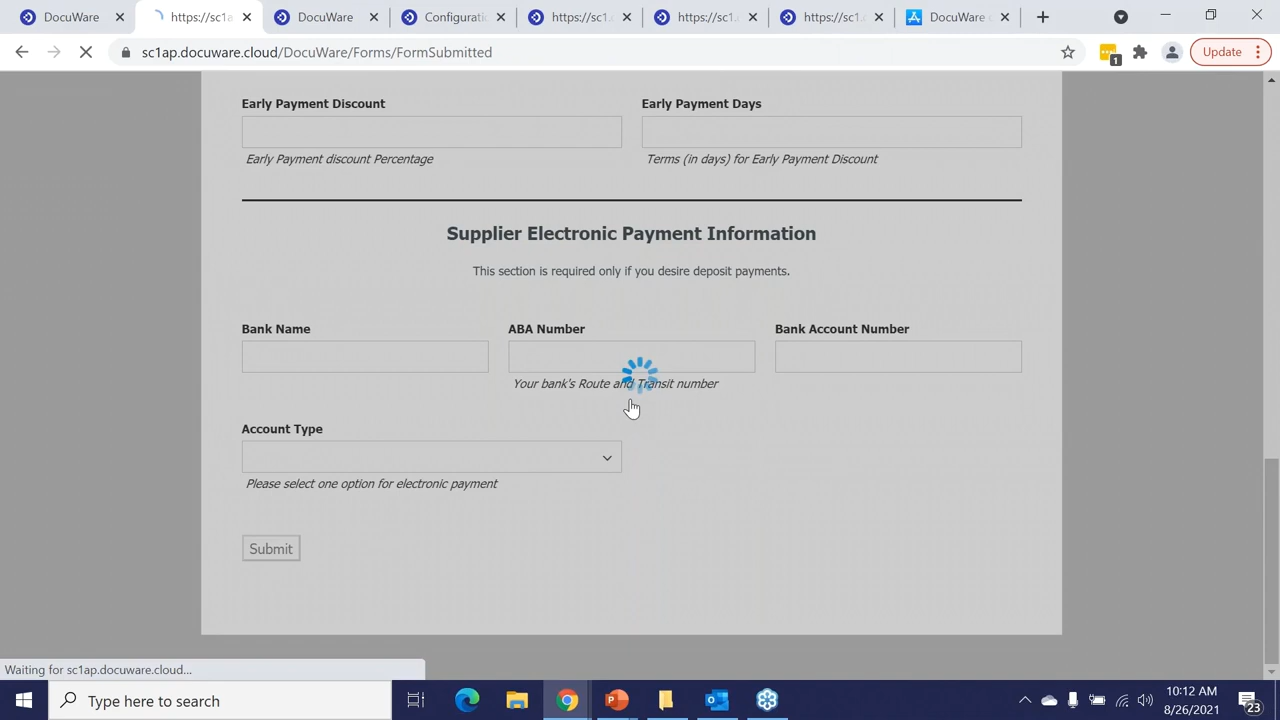 DocuWare
https://sc1a
DocuWare
Configuratio
https://sc1.
https://sc1.
https://sc1.
DocuWare
sc1ap.docuware.cloud/DocuWare/Forms/FormSubmitted
1
Update
Early Payment Discount
Early Payment Days
Early Payment discount Percentage
Terms (in days) for Early Payment Discount
Supplier Electronic Payment Information
This section is required only if you desire deposit payments.
Bank Name
ABA Number
Bank Account Number
Your bank's Route and Transit number
Account Type
Please select one option for electronic payment
Submit
Waiting for sc1ap.docuware.cloud...
Type here to search
10:12 AM
8/26/2021
23